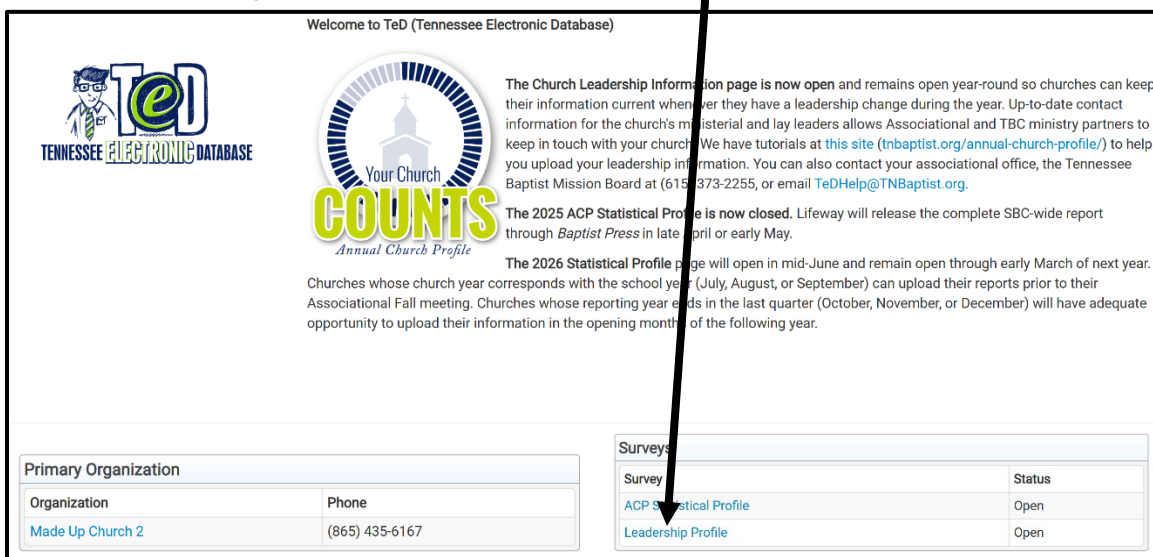 Welcome to TeD (Tennessee Electronic Database)
TeD
TENNESSEE ELECTRONIC DATABASE
Your Church
COUNTS
Annual Church Profile
The Church Leadership Information page is now open and remains open year-round so churches can keep
their information current whenever they have a leadership change during the year. Up-to-date contact
information for the church's ministerial and lay leaders allows Associational and TBC ministry partners to
keep in touch with your church. We have tutorials at this site (tnbaptist.org/annual-church-profile/) to help
you upload your leadership information. You can also contact your associational office, the Tennessee
Baptist Mission Board at (615) 373-2255, or email TeDHelp@TNBaptist.org.
The 2025 ACP Statistical Profile is now closed. Lifeway will release the complete SBC-wide report
through Baptist Press in late April or early May.
The 2026 Statistical Profile page will open in mid-June and remain open through early March of next year.
Churches whose church year corresponds with the school year (July, August, or September) can upload their reports prior to their
Associational Fall meeting. Churches whose reporting year ends in the last quarter (October, November, or December) will have adequate
opportunity to upload their information in the opening months of the following year.
Primary Organization
Organization Phone
Made Up Church 2 (865) 435-6167
Surveys
Survey Status
ACP Statistical Profile Open
Leadership Profile Open